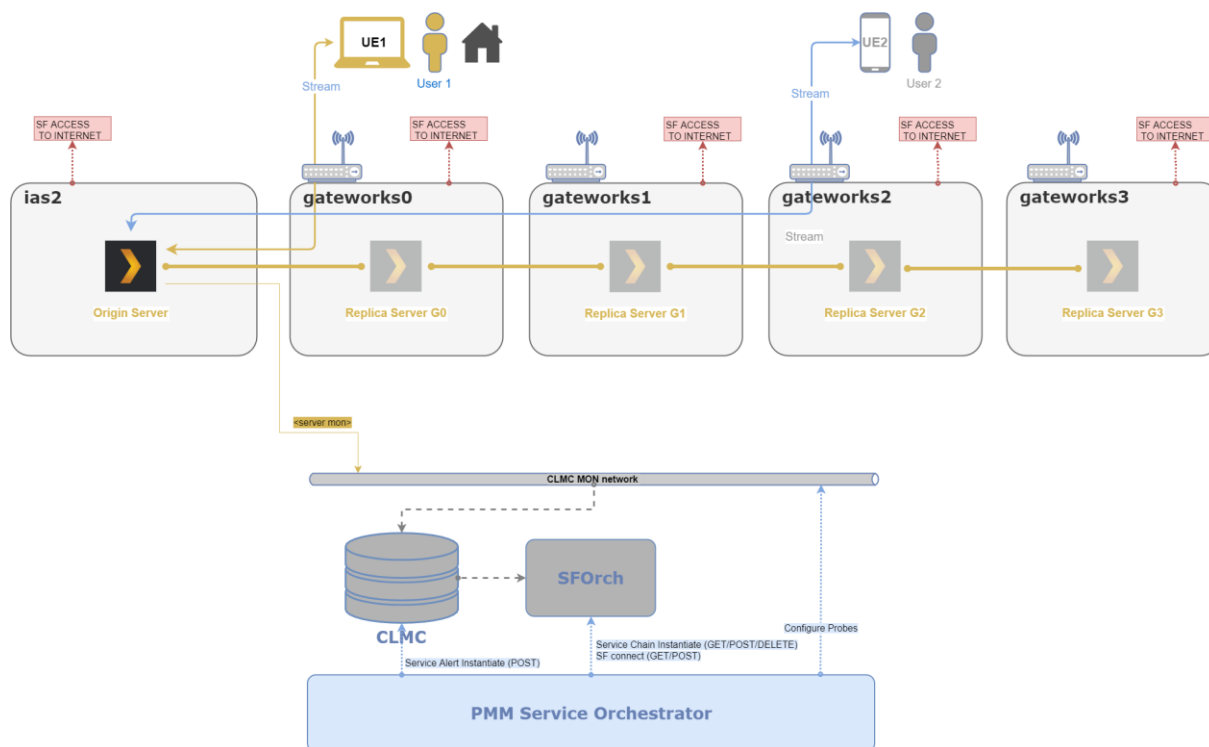 UE1
UE2
User 1
User 2
Stream
Stream
SF ACCESS
TO INTERNET
SF ACCESS
TO INTERNET
SF ACCESS
TO INTERNET
SF ACCESS
TO INTERNET
SF ACCESS
TO INTERNET
ias2
gateworks0
gateworks1
gateworks2
gateworks3
Stream
Origin Server
Replica Server G0
Replica Server G1
Replica Server G2
Replica Server G3
<server mon>
CLMC MON network
SFOrch
CLMC
Configure Probes
Service Chain Instantiate (GET/POST/DELETE)
SF connect (GET/POST)
Service Alert Instantiate (POST)
PMM Service Orchestrator